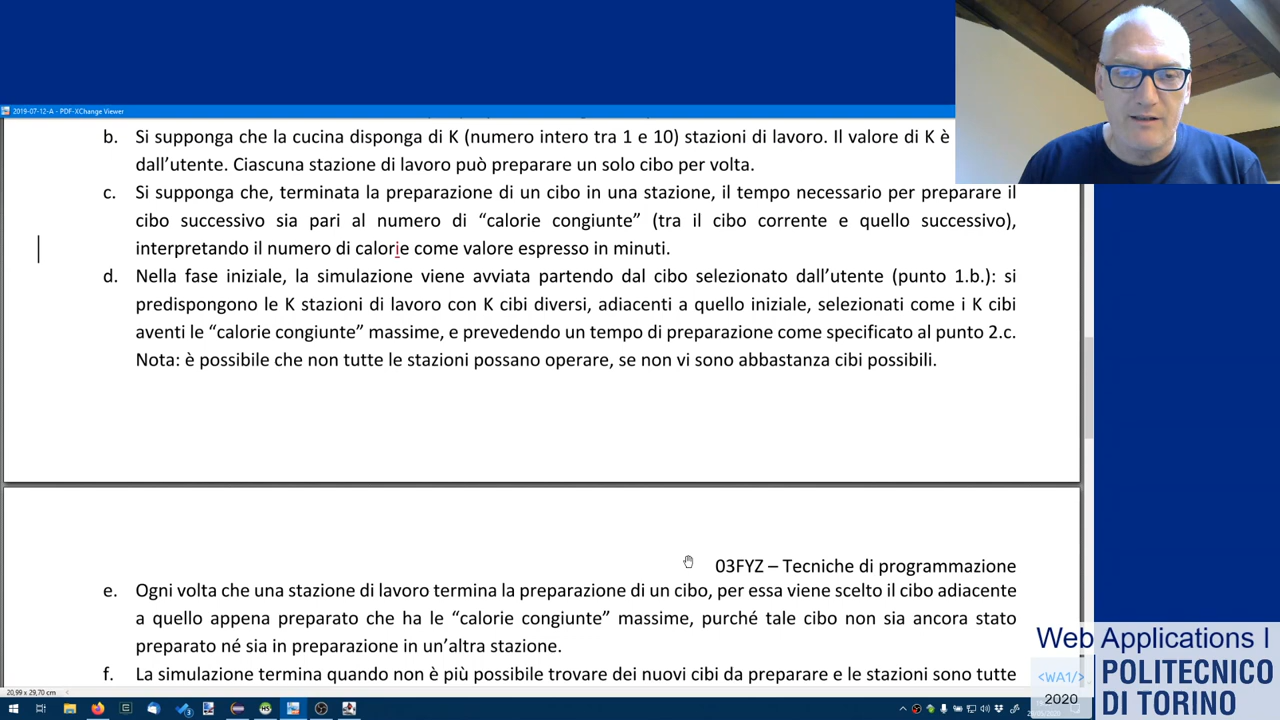 2019-07-12-A - PDF-XChange Viewer
b. Si supponga che la cucina disponga di K (numero intero tra 1 e 10) stazioni di lavoro. Il valore di K è
dall’utente. Ciascuna stazione di lavoro può preparare un solo cibo per volta.
c. Si supponga che, terminata la preparazione di un cibo in una stazione, il tempo necessario per preparare il
cibo successivo sia pari al numero di “calorie congiunte” (tra il cibo corrente e quello successivo),
interpretando il numero di calorie come valore espresso in minuti.
d. Nella fase iniziale, la simulazione viene avviata partendo dal cibo selezionato dall’utente (punto 1.b.): si
predispongono le K stazioni di lavoro con K cibi diversi, adiacenti a quello iniziale, selezionati come i K cibi
aventi le “calorie congiunte” massime, e prevedendo un tempo di preparazione come specificato al punto 2.c.
Nota: è possibile che non tutte le stazioni possano operare, se non vi sono abbastanza cibi possibili.
03FYZ – Tecniche di programmazione
e. Ogni volta che una stazione di lavoro termina la preparazione di un cibo, per essa viene scelto il cibo adiacente
a quello appena preparato che ha le “calorie congiunte” massime, purché tale cibo non sia ancora stato
preparato né sia in preparazione in un’altra stazione.
f. La simulazione termina quando non è più possibile trovare dei nuovi cibi da preparare e le stazioni sono tutte
20,99 x 29,70 cm
Web Applications I
<WA1/>
2020
POLITECNICO
DI TORINO